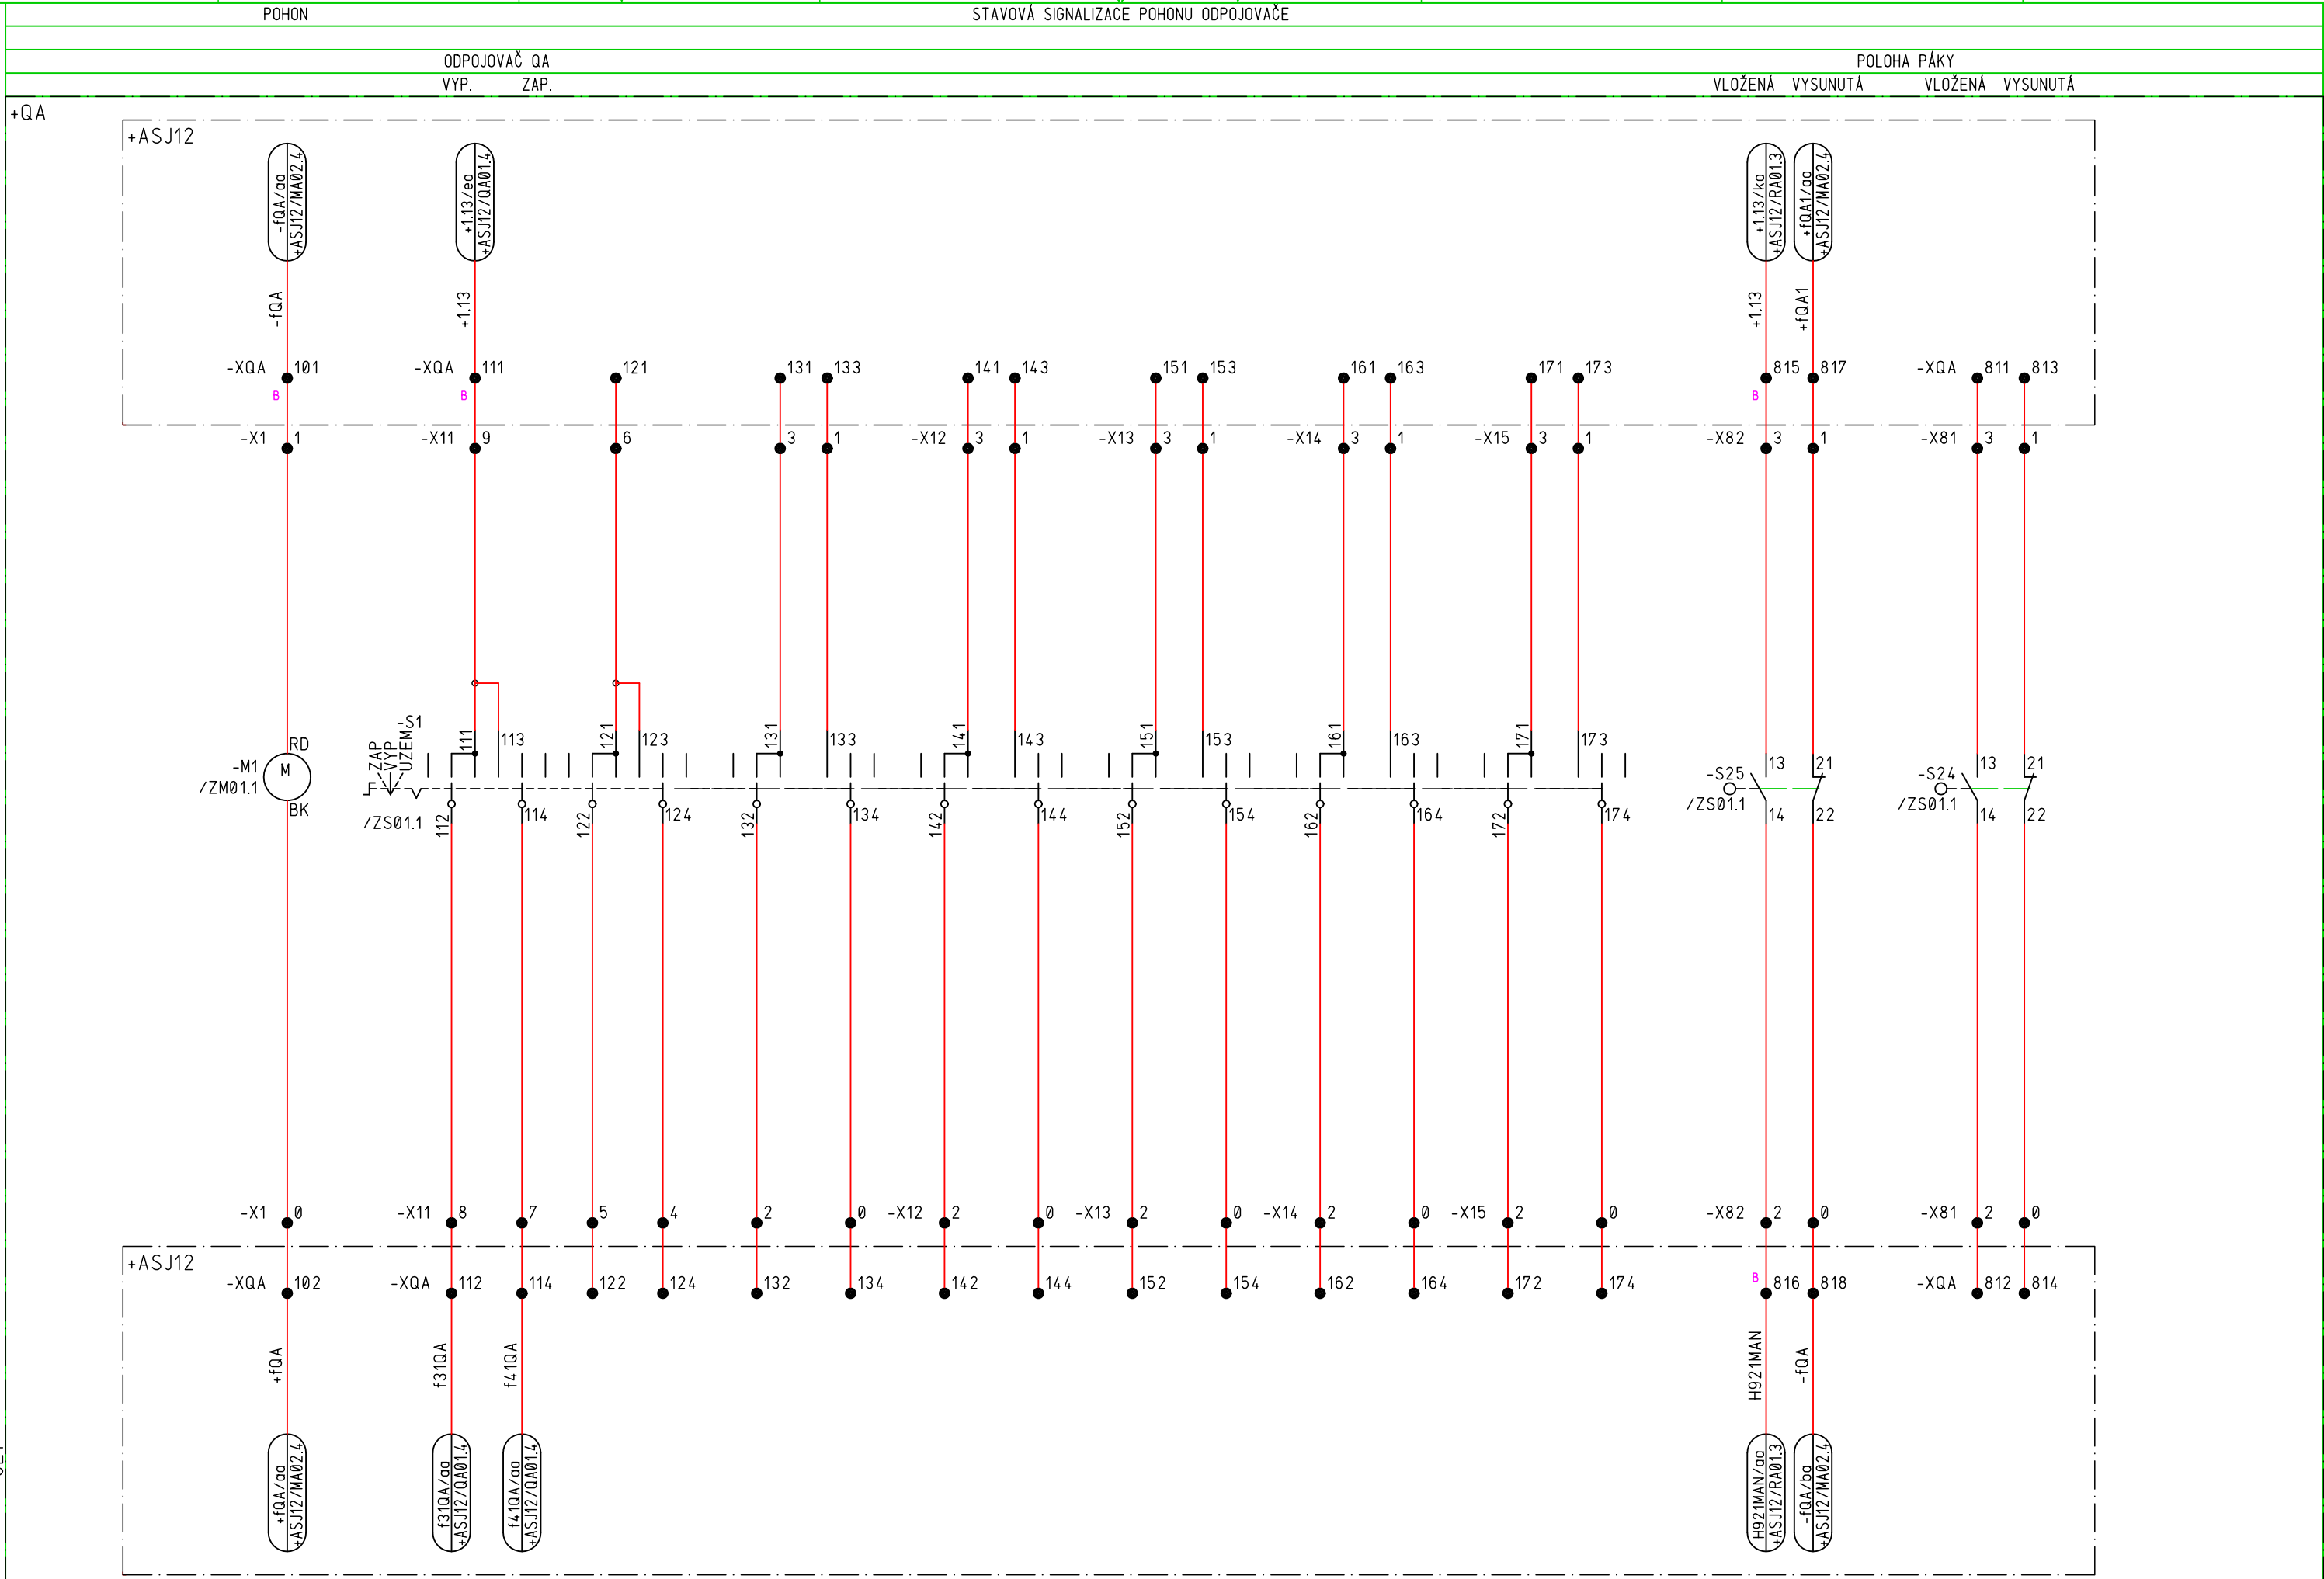 POHON STAVOVÁ SIGNALIZACE POHONU ODPOJOVAČE
ODPOJOVAČ QA POLOHA PÁKY
VYP. ZAP. VLOŽENÁ VYSUNUTÁ VLOŽENÁ VYSUNUTÁ
+QA
+ASJ12
-fQA/aa +1.13/ea +1.13/ka +fQA1/aa
+ASJ12/MA02.4 +ASJ12/QA01.4 +ASJ12/RA01.3 +ASJ12/MA02.4
-fQA +1.13 +1.13 +fQA1
-XQA 101 -XQA 111 121 131 133 141 143 151 153 161 163 171 173 815 817 -XQA 811 813
B B B
-X1 1 -X11 9 6 3 1 -X12 3 1 -X13 3 1 -X14 3 1 -X15 3 1 -X82 3 1 -X81 3 1
-S1
ZAP VYP UZEM
RD 111 113 121 123 131 133 141 143 151 153 161 163 171 173
-M1 M -S25 13 21 -S24 13 21
/ZM01.1 /ZS01.1 /ZS01.1
BK /ZS01.1 112 114 122 124 132 134 142 144 152 154 162 164 172 174 14 22 14 22
-X1 0 -X11 8 7 5 4 2 0 -X12 2 0 -X13 2 0 -X14 2 0 -X15 2 0 -X82 2 0 -X81 2 0
+ASJ12
B
-XQA 102 -XQA 112 114 122 124 132 134 142 144 152 154 162 164 172 174 816 818 -XQA 812 814
+fQA f31QA f41QA H921MAN -fQA
+fQA/aa f31QA/aa f41QA/aa H921MAN/aa -fQA/ba
+ASJ12/MA02.4 +ASJ12/QA01.4 +ASJ12/QA01.4 +ASJ12/RA01.3 +ASJ12/MA02.4